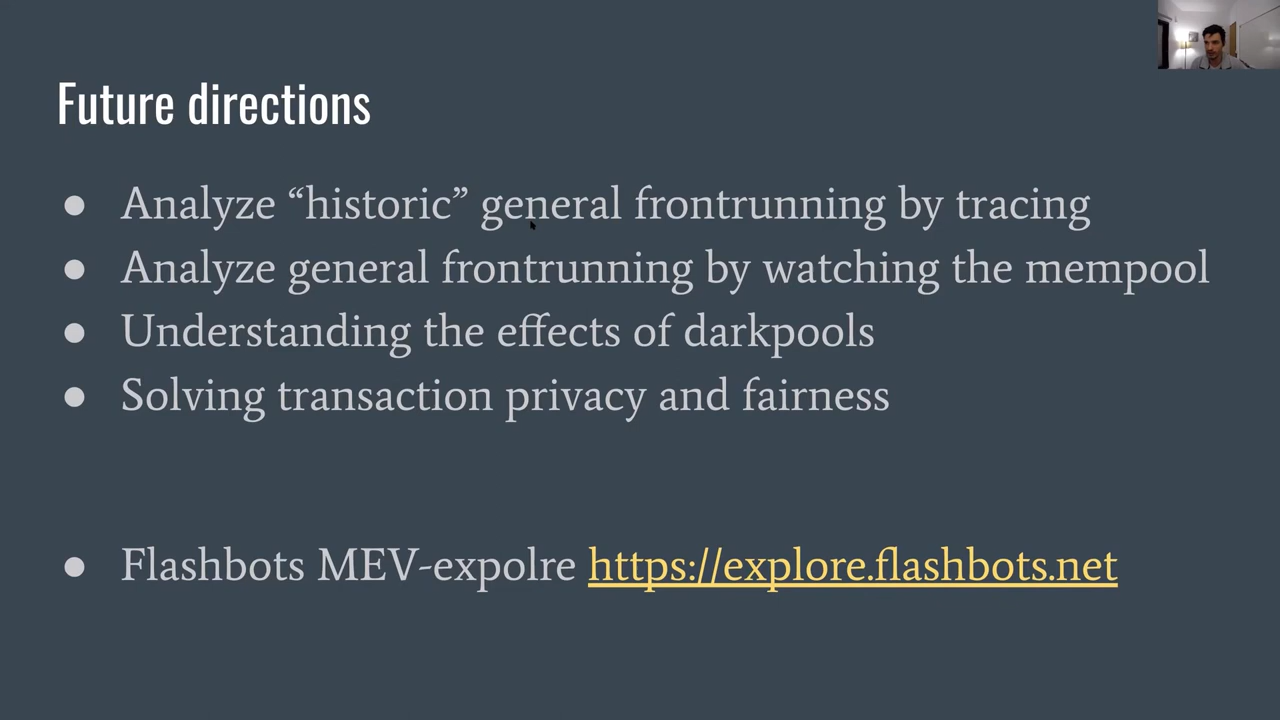 Future directions
● Analyze “historic” general frontrunning by tracing
● Analyze general frontrunning by watching the mempool
● Understanding the effects of darkpools
● Solving transaction privacy and fairness
● Flashbots MEV-expolre https://explore.flashbots.net